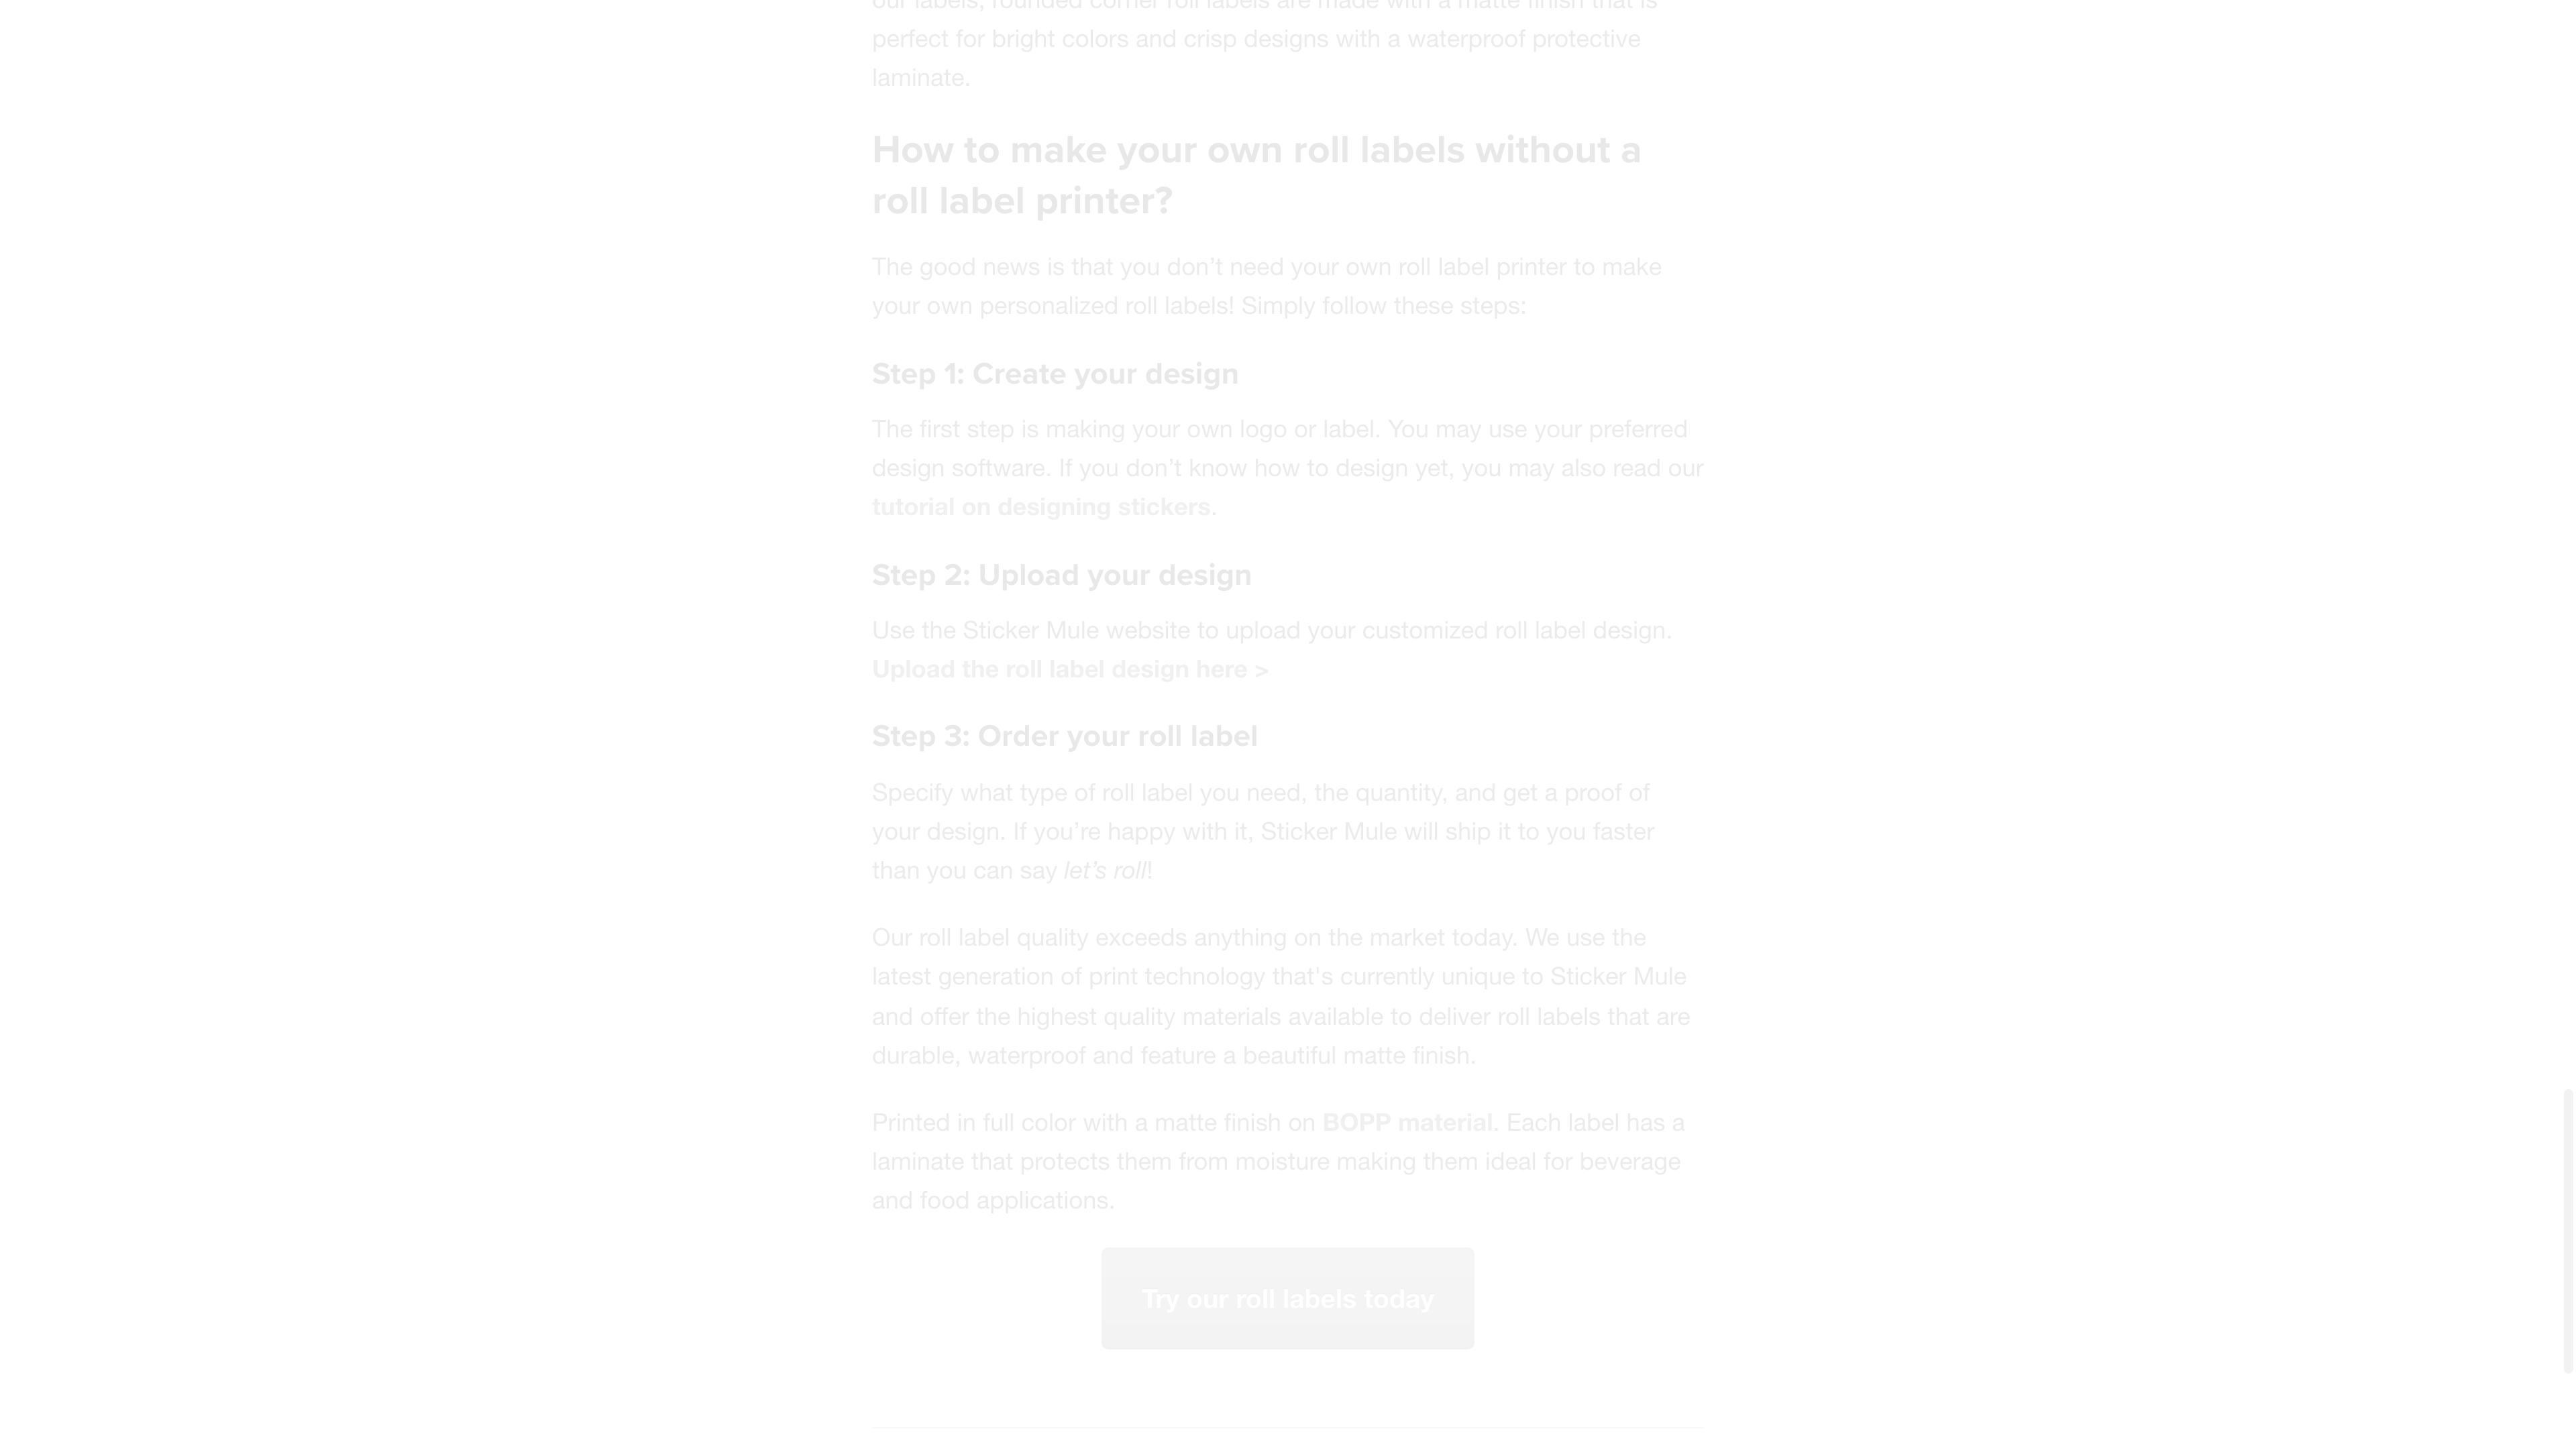 our labels, rounded corner roll labels are made with a matte finish that is
perfect for bright colors and crisp designs with a waterproof protective
laminate.
How to make your own roll labels without a
roll label printer?
The good news is that you don’t need your own roll label printer to make
your own personalized roll labels! Simply follow these steps:
Step 1: Create your design
The first step is making your own logo or label. You may use your preferred
design software. If you don’t know how to design yet, you may also read our
tutorial on designing stickers.
Step 2: Upload your design
Use the Sticker Mule website to upload your customized roll label design.
Upload the roll label design here >
Step 3: Order your roll label
Specify what type of roll label you need, the quantity, and get a proof of
your design. If you’re happy with it, Sticker Mule will ship it to you faster
than you can say let’s roll!
Our roll label quality exceeds anything on the market today. We use the
latest generation of print technology that's currently unique to Sticker Mule
and offer the highest quality materials available to deliver roll labels that are
durable, waterproof and feature a beautiful matte finish.
Printed in full color with a matte finish on BOPP material. Each label has a
laminate that protects them from moisture making them ideal for beverage
and food applications.
Try our roll labels today